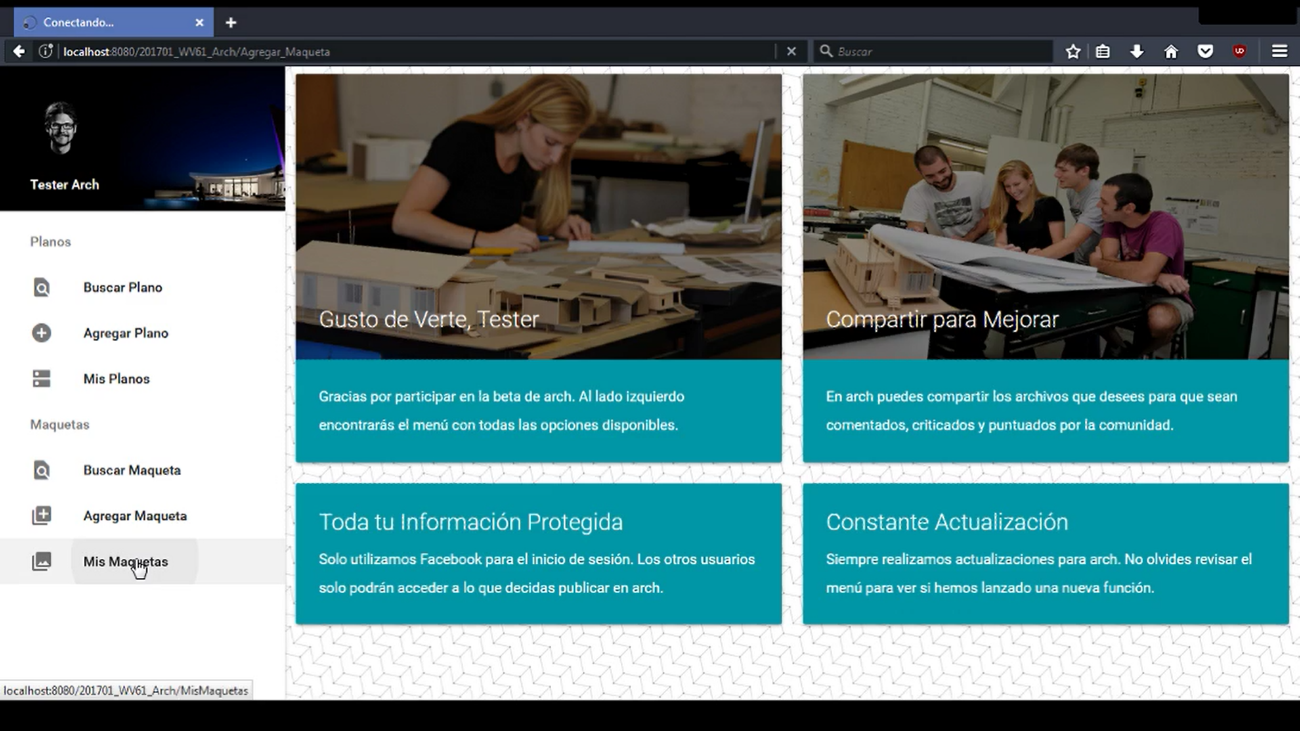 Conectando...
localhost:8080/201701_WV61_Arch/Agregar_Maqueta
Buscar
Tester Arch
Planos
Buscar Plano
Agregar Plano
Mis Planos
Maquetas
Buscar Maqueta
Agregar Maqueta
Mis Maquetas
Gusto de Verte, Tester
Gracias por participar en la beta de arch. Al lado izquierdo
encontrarás el menú con todas las opciones disponibles.
Compartir para Mejorar
En arch puedes compartir los archivos que desees para que sean
comentados, criticados y puntuados por la comunidad.
Toda tu Información Protegida
Solo utilizamos Facebook para el inicio de sesión. Los otros usuarios
solo podrán acceder a lo que decidas publicar en arch.
Constante Actualización
Siempre realizamos actualizaciones para arch. No olvides revisar el
menú para ver si hemos lanzado una nueva función.
localhost:8080/201701_WV61_Arch/MisMaquetas